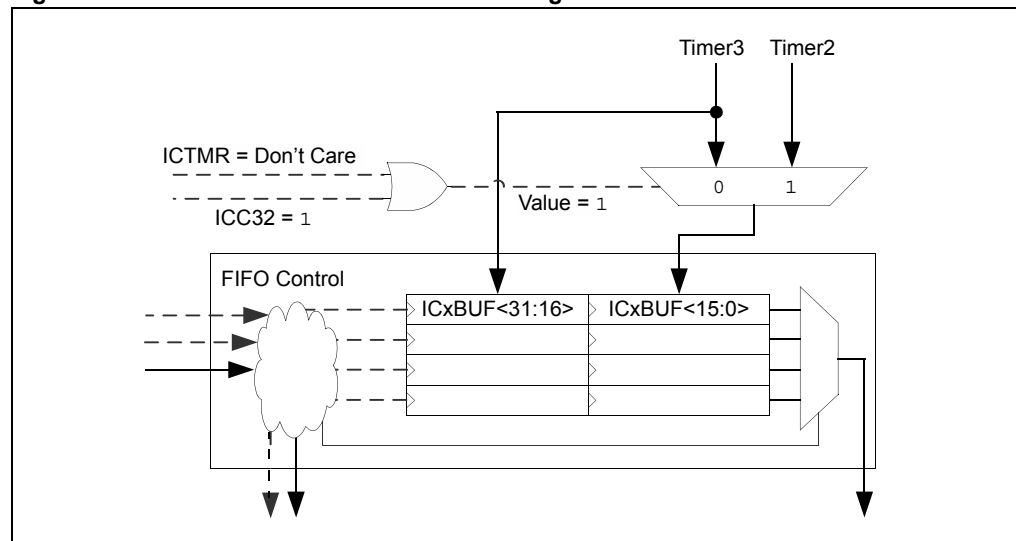 Timer3 Timer2
ICTMR = Don't Care
0 1
Value = 1
ICC32 = 1
FIFO Control
ICxBUF<31:16> ICxBUF<15:0>